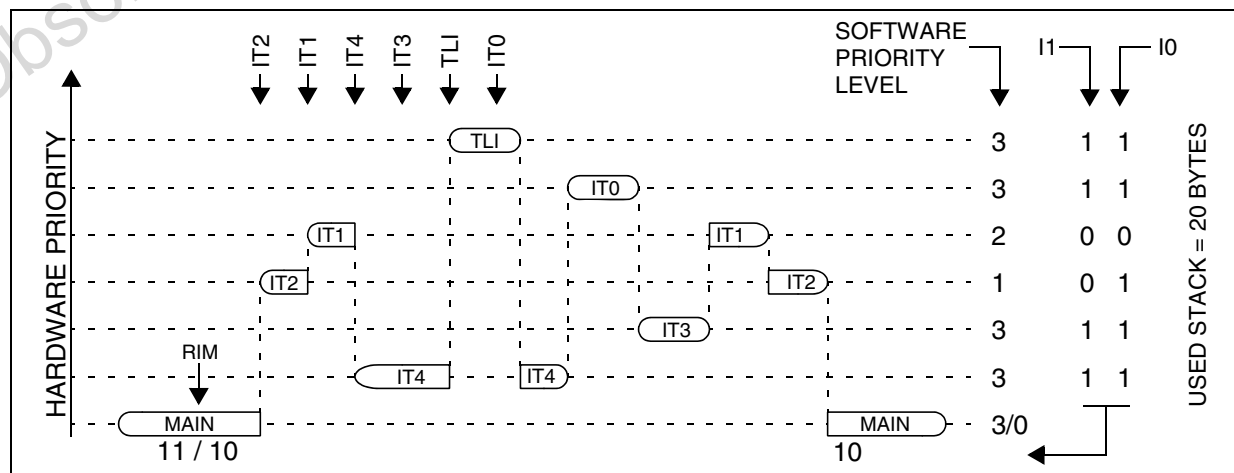 obso
IT2
IT1
IT4
IT3
TLI
IT0
SOFTWARE
PRIORITY
LEVEL
I1
I0
HARDWARE PRIORITY
TLI
3
1 1
IT0
3
1 1
IT1
IT1
2
0 0
IT2
IT2
1
0 1
IT3
3
1 1
RIM
IT4
IT4
3
1 1
MAIN
MAIN
3/0
11 / 10
10
USED STACK = 20 BYTES